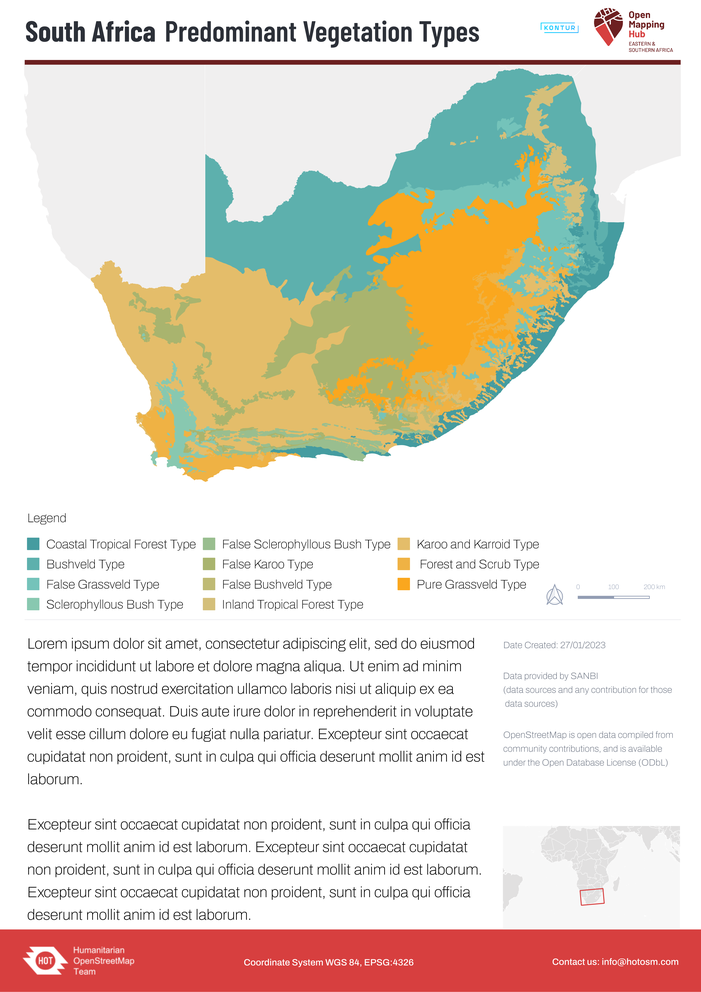 South Africa Predominant Vegetation Types
KONTUR
Open
Mapping
Hub
EASTERN &
SOUTHERN AFRICA
Legend
Coastal Tropical Forest Type
Bushveld Type
False Grassveld Type
Sclerophyllous Bush Type
False Sclerophyllous Bush Type
False Karoo Type
False Bushveld Type
Inland Tropical Forest Type
Karoo and Karroid Type
Forest and Scrub Type
Pure Grassveld Type
0 100 200 km
Lorem ipsum dolor sit amet, consectetur adipiscing elit, sed do eiusmod
tempor incididunt ut labore et dolore magna aliqua. Ut enim ad minim
veniam, quis nostrud exercitation ullamco laboris nisi ut aliquip ex ea
commodo consequat. Duis aute irure dolor in reprehenderit in voluptate
velit esse cillum dolore eu fugiat nulla pariatur. Excepteur sint occaecat
cupidatat non proident, sunt in culpa qui officia deserunt mollit anim id est
laborum.
Excepteur sint occaecat cupidatat non proident, sunt in culpa qui officia
deserunt mollit anim id est laborum. Excepteur sint occaecat cupidatat
non proident, sunt in culpa qui officia deserunt mollit anim id est laborum.
Excepteur sint occaecat cupidatat non proident, sunt in culpa qui officia
deserunt mollit anim id est laborum.
Date Created: 27/01/2023
Data provided by SANBI
(data sources and any contribution for those
data sources)
OpenStreetMap is open data compiled from
community contributions, and is available
under the Open Database License (ODbL)
HOT
Humanitarian
OpenStreetMap
Team
Coordinate System WGS 84, EPSG:4326
Contact us: info@hotosm.com